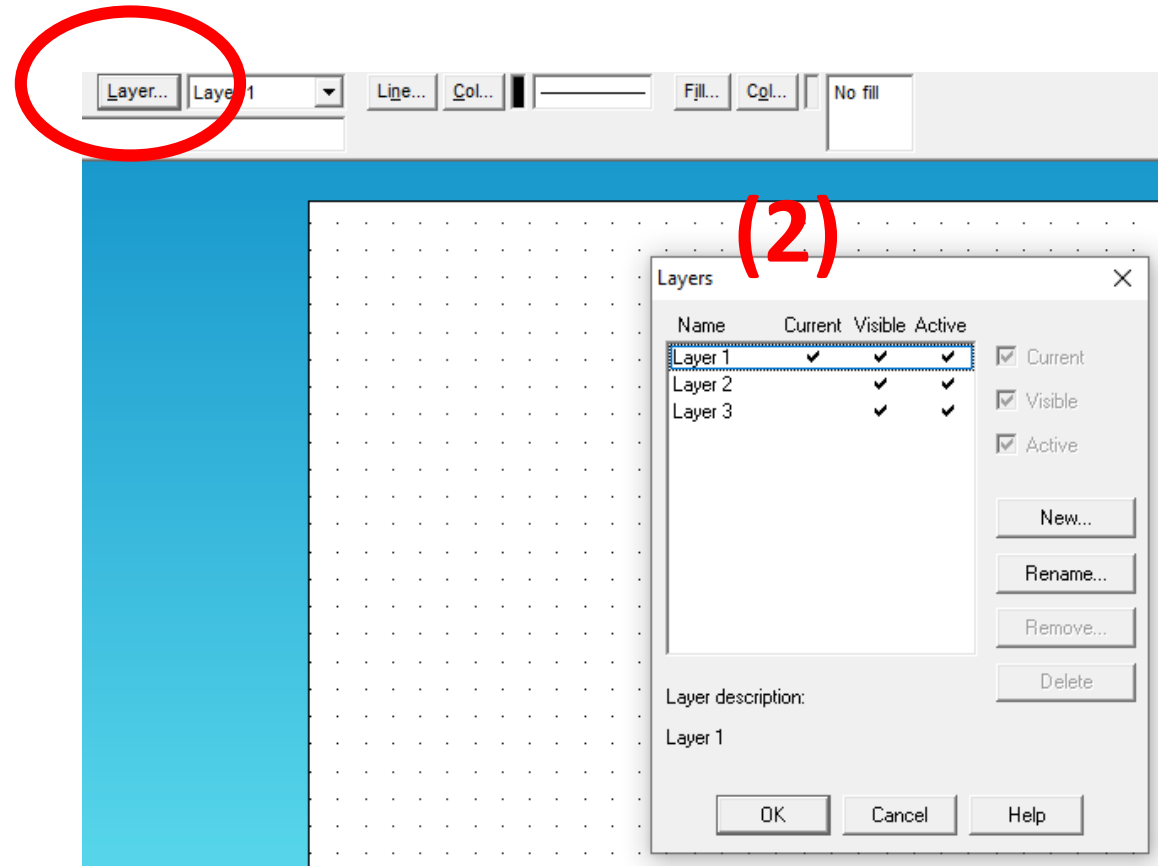 Layer... Layer 1 Line... Col... Fill... Col... No fill
(2)
Layers
Name Current Visible Active
Layer 1 Current
Layer 2
Layer 3 Visible
Active
New...
Rename...
Remove...
Delete
Layer description:
Layer 1
OK Cancel Help